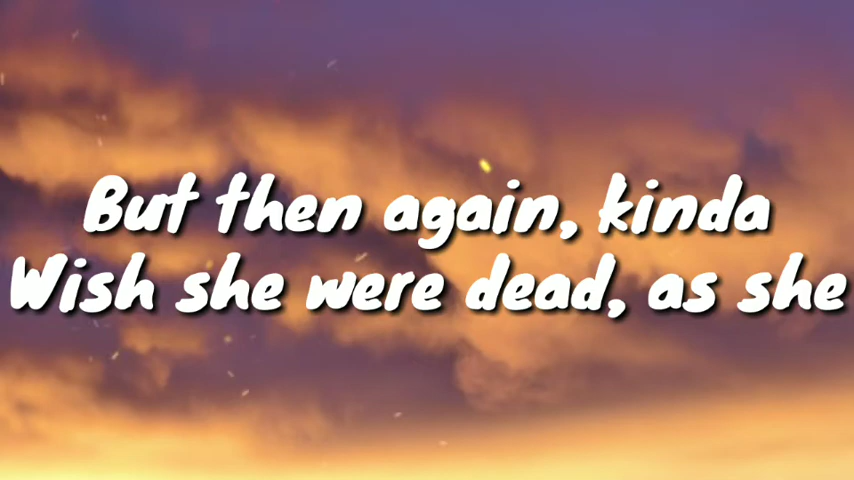 But then again, kinda
Wish she were dead, as she